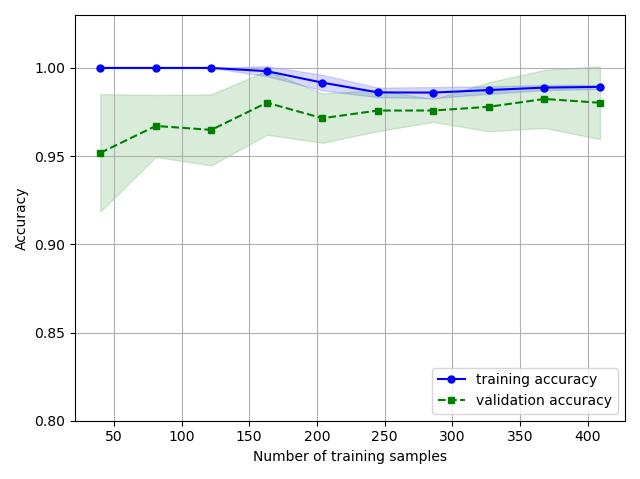 1.00
0.95
0.90
0.85
0.80
Accuracy
training accuracy
validation accuracy
50 100 150 200 250 300 350 400
Number of training samples